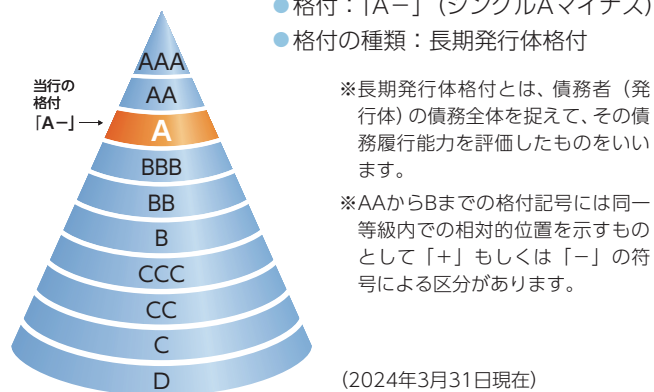 ●格付：「A－」（シングルAマイナス）
●格付の種類：長期発行体格付
AAA
当行の
格付
「A－」
AA
A
BBB
BB
B
CCC
CC
C
D
※長期発行体格付とは、債務者（発
行体）の債務全体を捉えて、その債
務履行能力を評価したものをいい
ます。
※AAからBまでの格付記号には同一
等級内での相対的位置を示すもの
として「＋」もしくは「－」の符
号による区分があります。
(2024年3月31日現在)